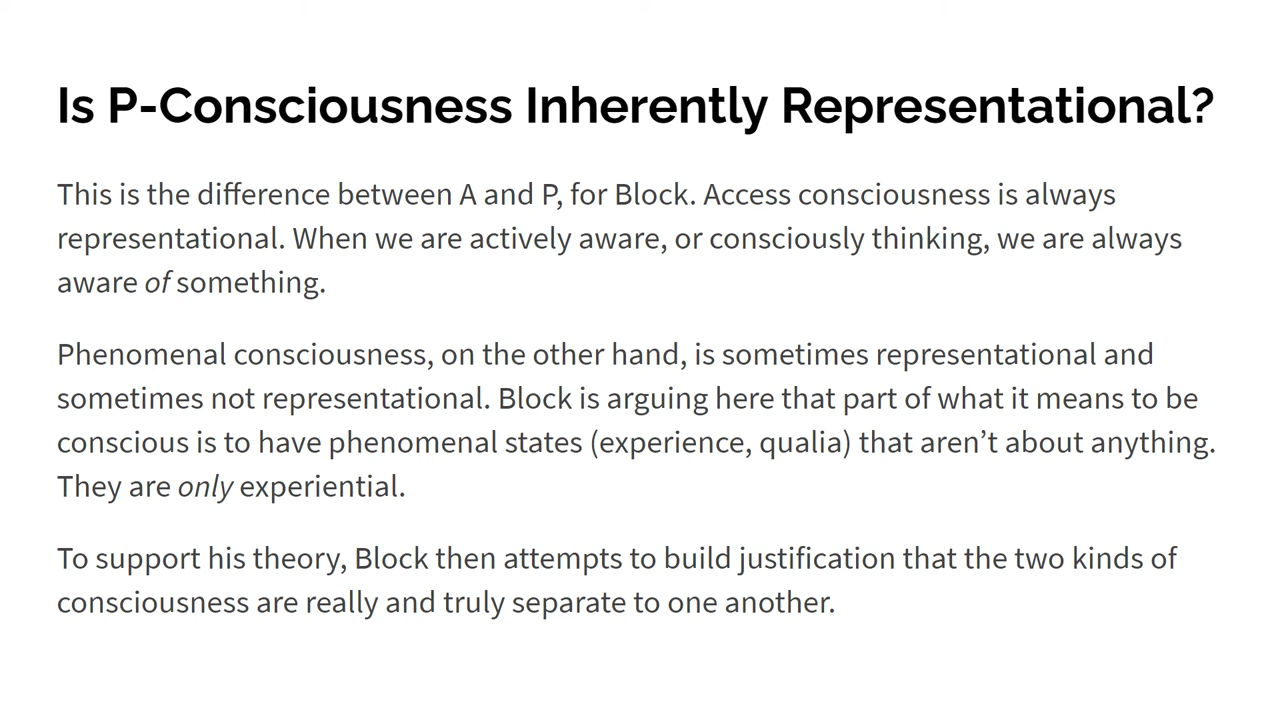 Is P-Consciousness Inherently Representational?
This is the difference between A and P, for Block. Access consciousness is always
representational. When we are actively aware, or consciously thinking, we are always
aware of something.
Phenomenal consciousness, on the other hand, is sometimes representational and
sometimes not representational. Block is arguing here that part of what it means to be
conscious is to have phenomenal states (experience, qualia) that aren’t about anything.
They are only experiential.
To support his theory, Block then attempts to build justification that the two kinds of
consciousness are really and truly separate to one another.